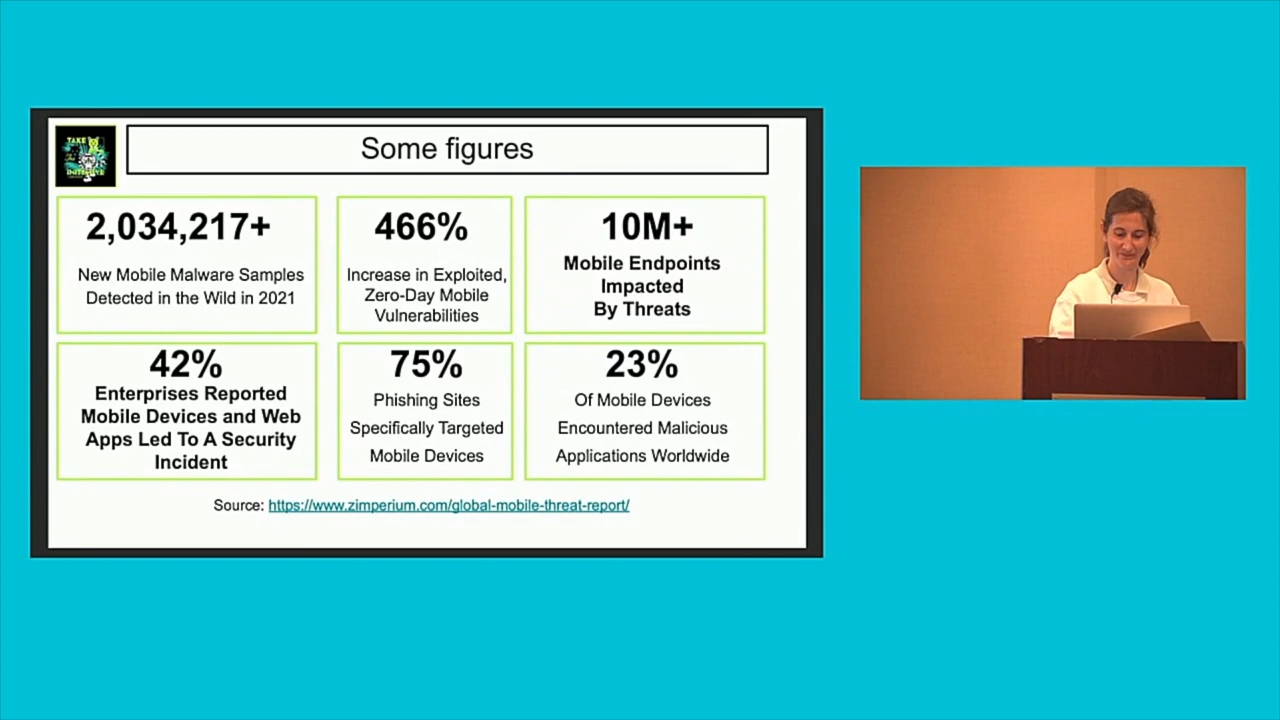 TAKE
Some figures
2,034,217+
New Mobile Malware Samples
Detected in the Wild in 2021
466%
Increase in Exploited,
Zero-Day Mobile
Vulnerabilities
10M+
Mobile Endpoints
Impacted
By Threats
42%
Enterprises Reported
Mobile Devices and Web
Apps Led To A Security
Incident
75%
Phishing Sites
Specifically Targeted
Mobile Devices
23%
Of Mobile Devices
Encountered Malicious
Applications Worldwide
Source: https://www.zimperium.com/global-mobile-threat-report/